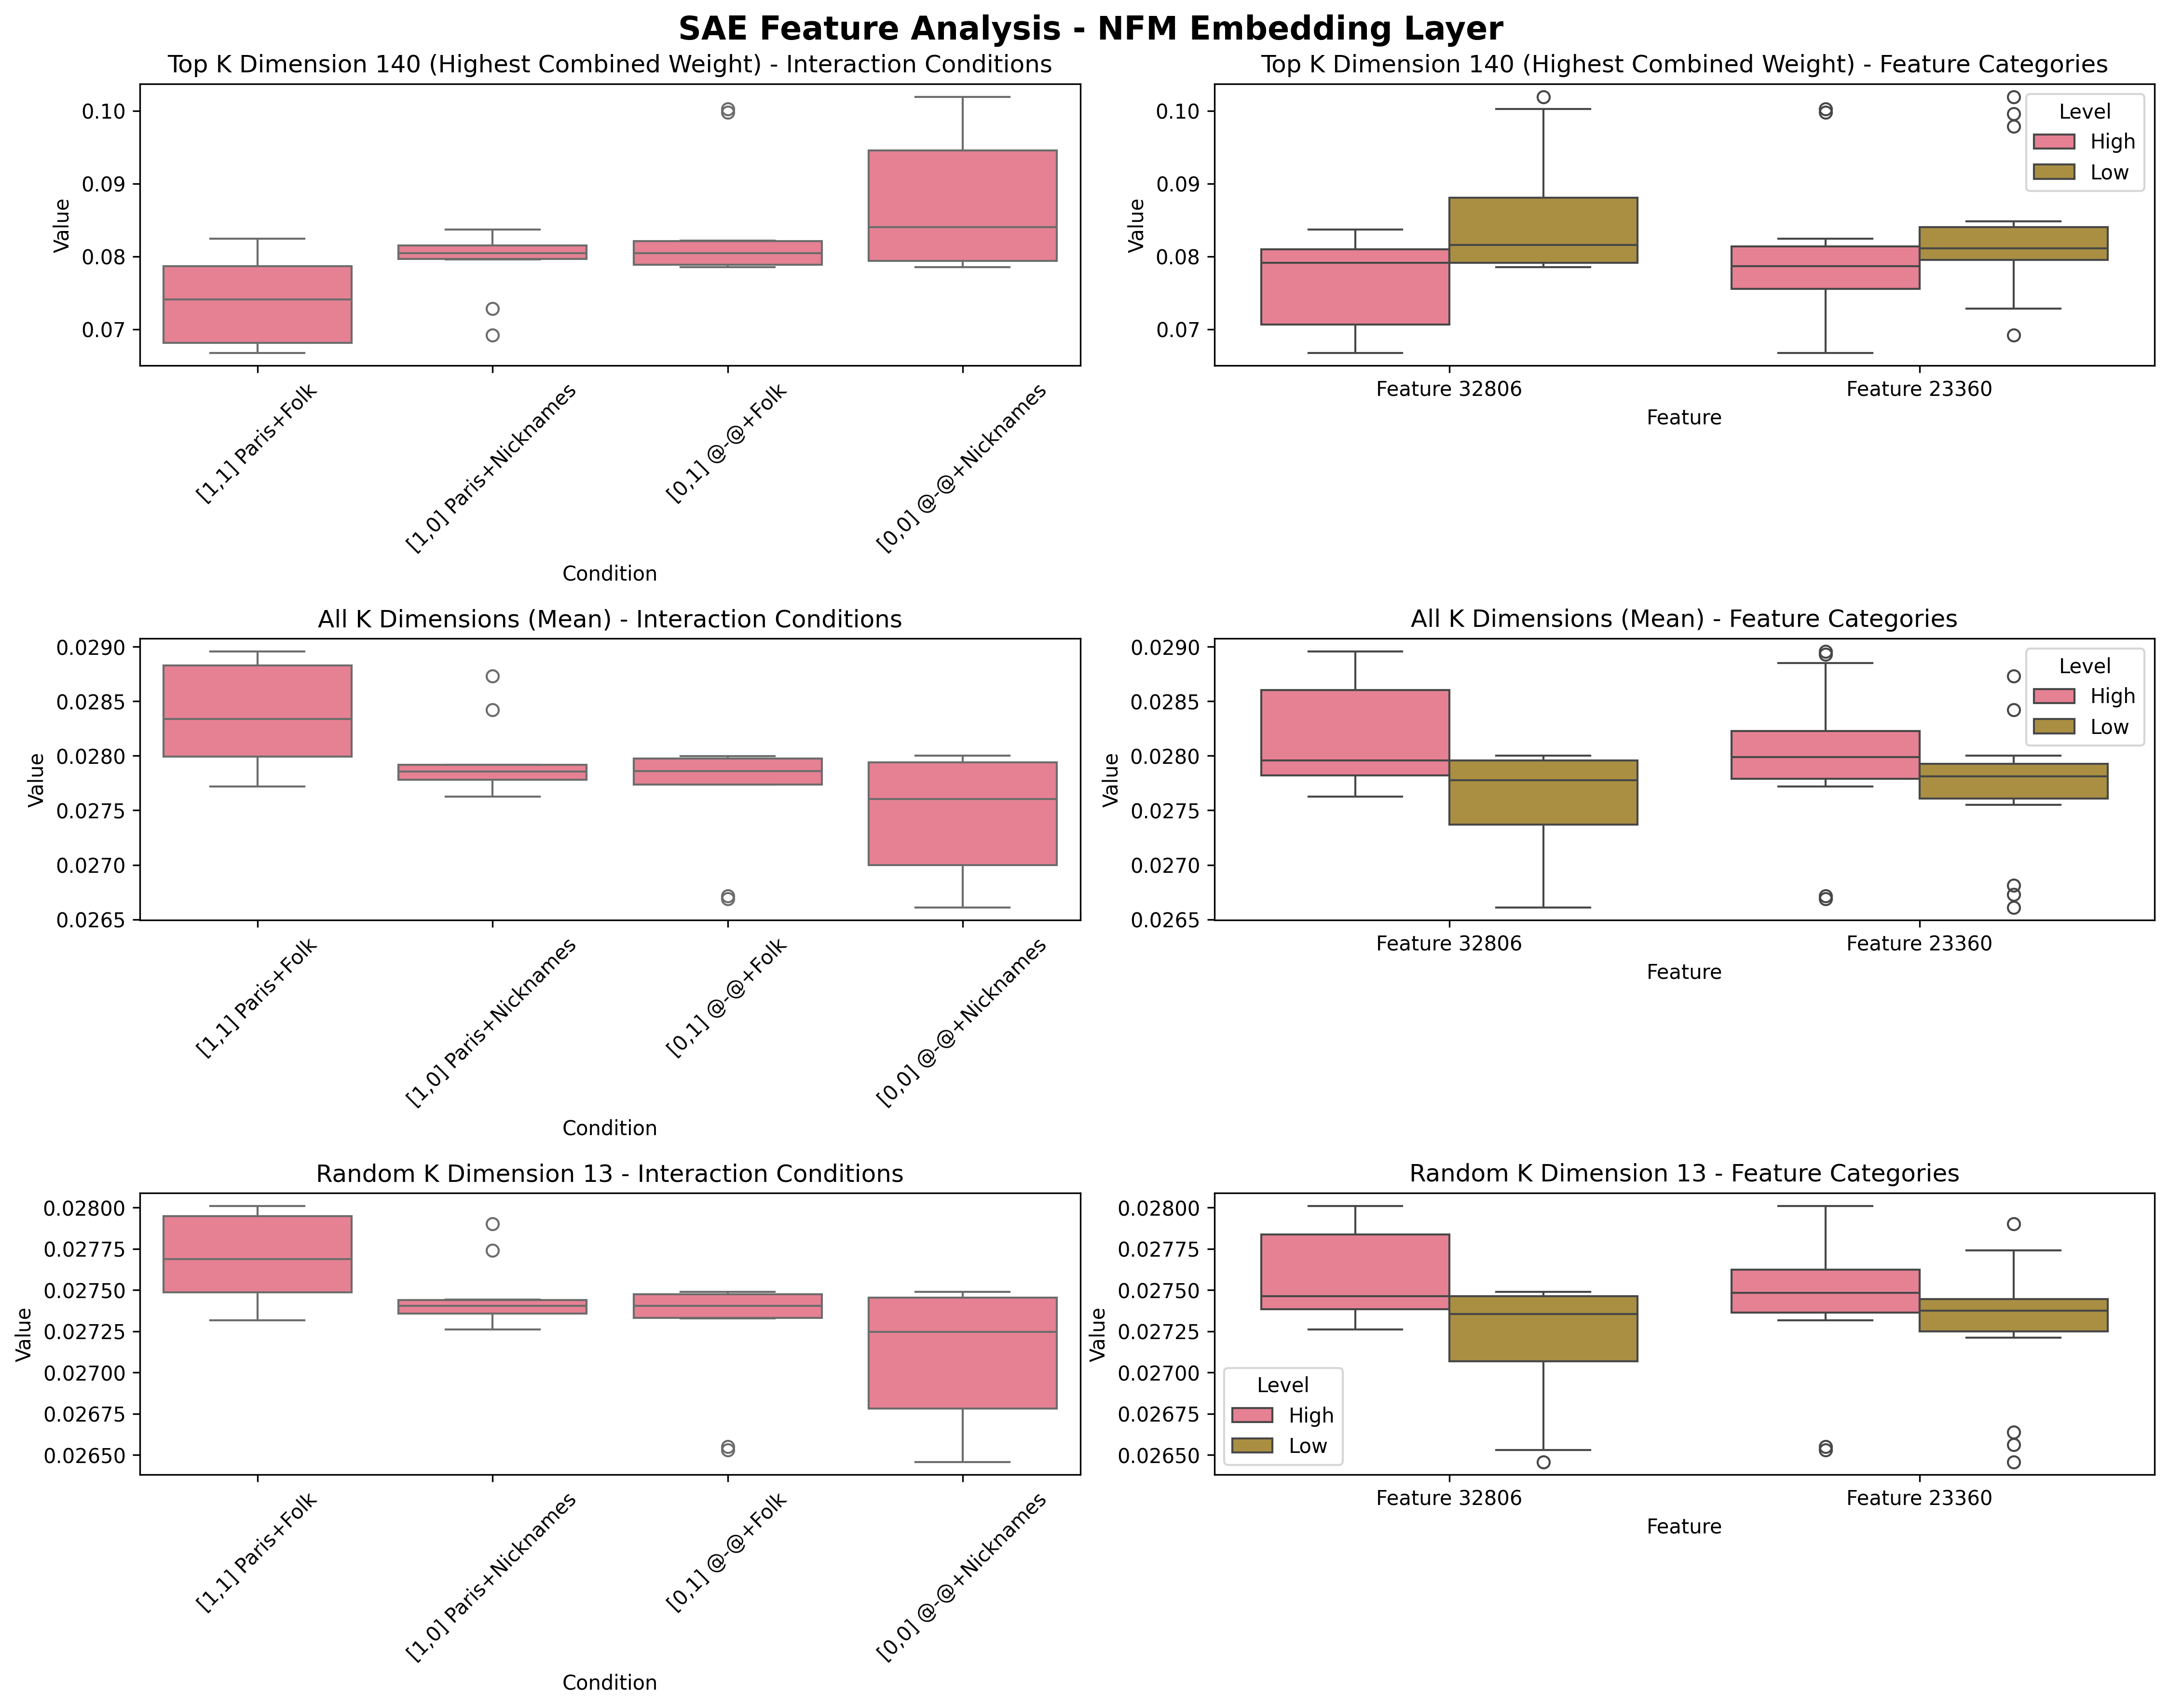 SAE Feature Analysis - NFM Embedding Layer
Top K Dimension 140 (Highest Combined Weight) - Interaction Conditions
0.10
0.09
0.08
0.07
Value
[1,1] Paris+Folk
[1,0] Paris+Nicknames
[0,1] @-@+Folk
[0,0] @-@+Nicknames
Condition
Top K Dimension 140 (Highest Combined Weight) - Feature Categories
0.10
0.09
0.08
0.07
Value
Level
High
Low
Feature 32806
Feature 23360
Feature
All K Dimensions (Mean) - Interaction Conditions
0.0290
0.0285
0.0280
0.0275
0.0270
0.0265
Value
[1,1] Paris+Folk
[1,0] Paris+Nicknames
[0,1] @-@+Folk
[0,0] @-@+Nicknames
Condition
All K Dimensions (Mean) - Feature Categories
0.0290
0.0285
0.0280
0.0275
0.0270
0.0265
Value
Level
High
Low
Feature 32806
Feature 23360
Feature
Random K Dimension 13 - Interaction Conditions
0.02800
0.02775
0.02750
0.02725
0.02700
0.02675
0.02650
Value
[1,1] Paris+Folk
[1,0] Paris+Nicknames
[0,1] @-@+Folk
[0,0] @-@+Nicknames
Condition
Random K Dimension 13 - Feature Categories
0.02800
0.02775
0.02750
0.02725
0.02700
0.02675
0.02650
Value
Level
High
Low
Feature 32806
Feature 23360
Feature